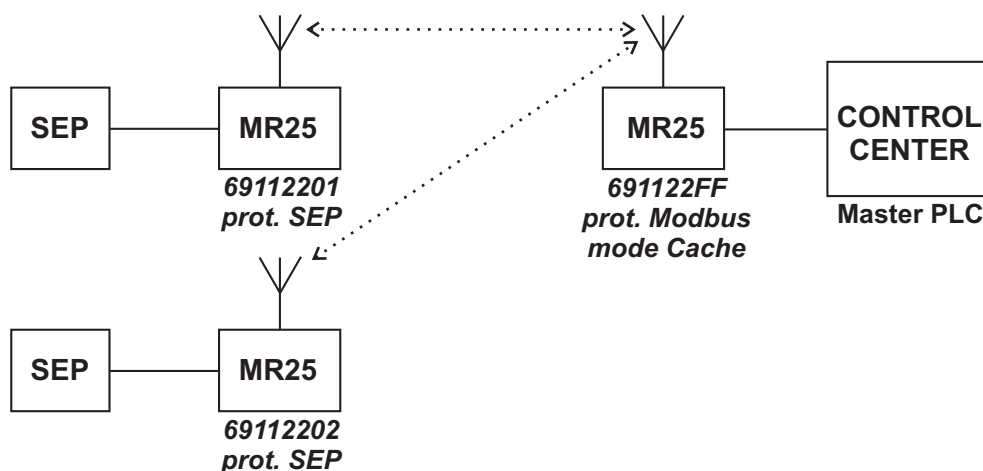 SEP
MR25
69112201
prot. SEP
MR25
691122FF
prot. Modbus
mode Cache
CONTROL
CENTER
Master PLC
SEP
MR25
69112202
prot. SEP